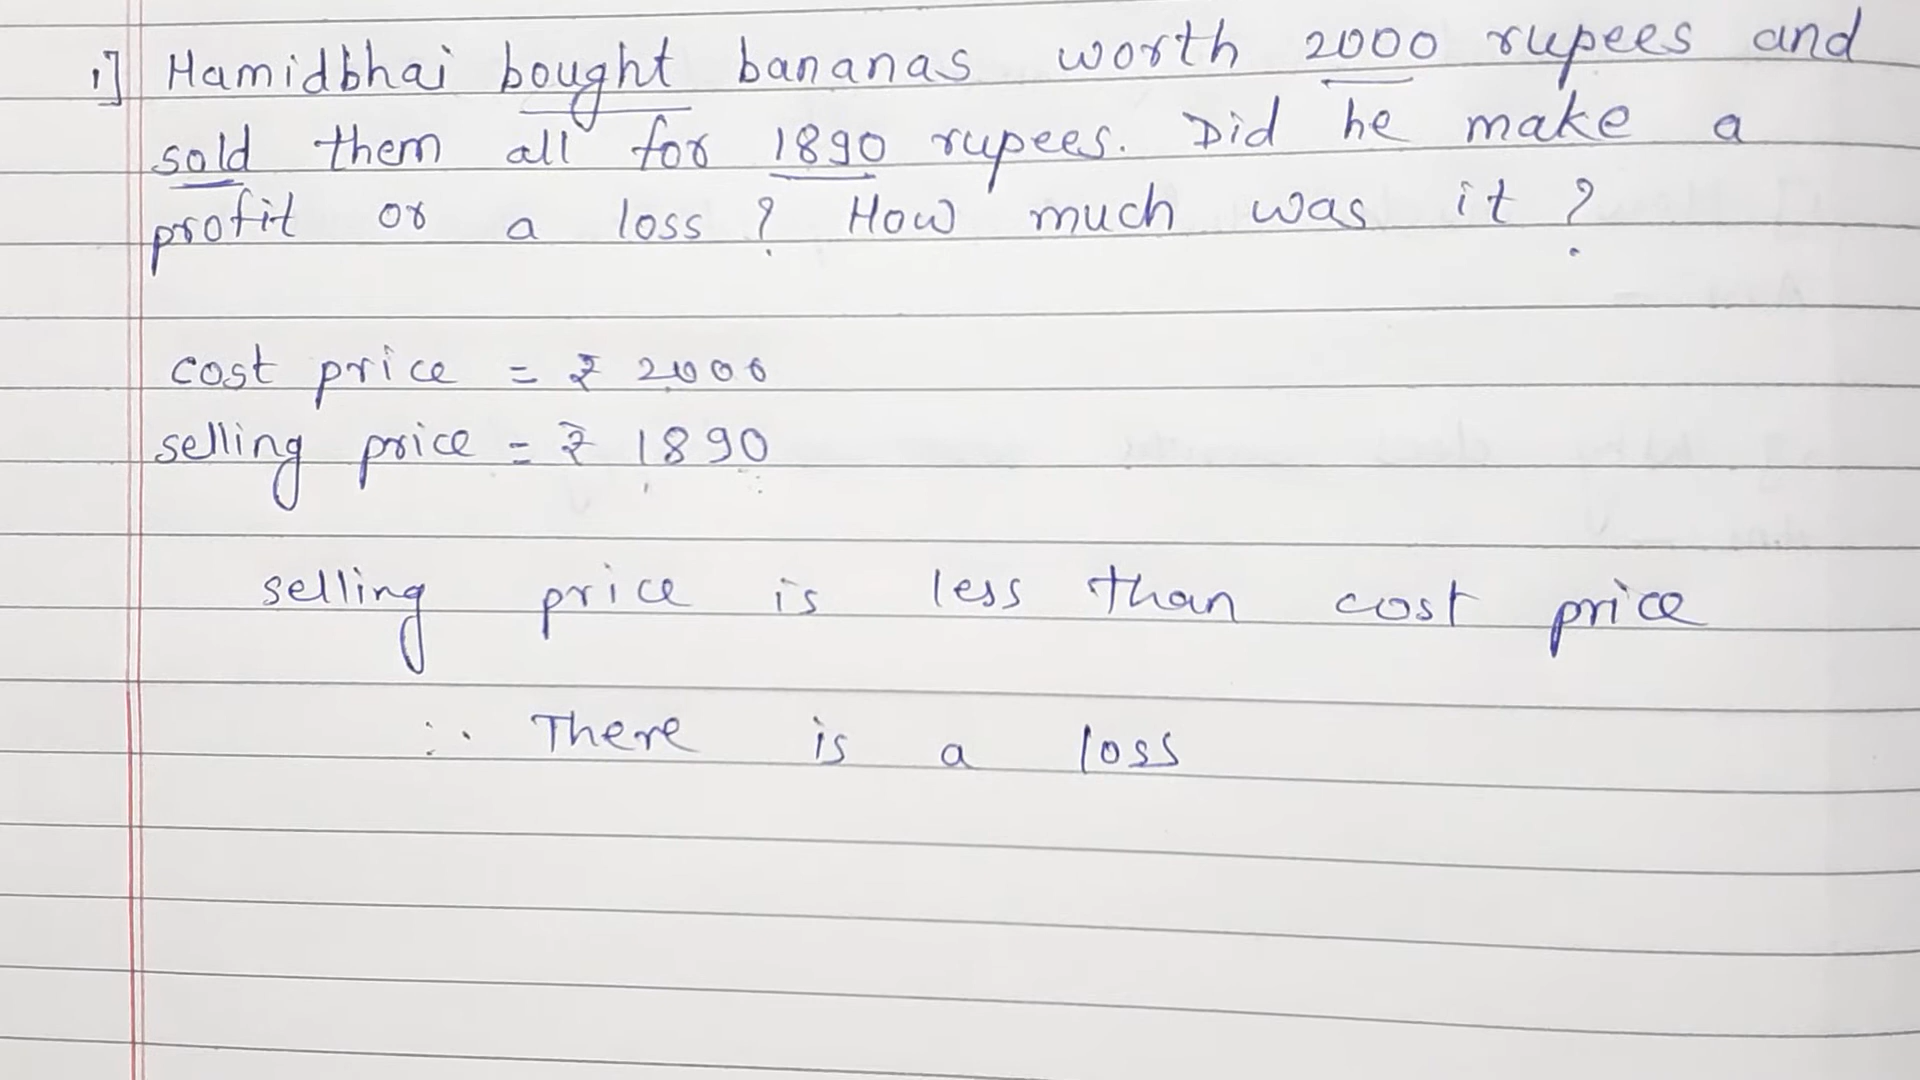 1] Hamidbhai bought bananas worth 2000 rupees and
sold them all for 1890 rupees. Did he make a
profit or a loss ? How much was it ?
cost price = ₹ 2000
selling price = ₹ 1890
selling price is less than cost price
∴ There is a loss